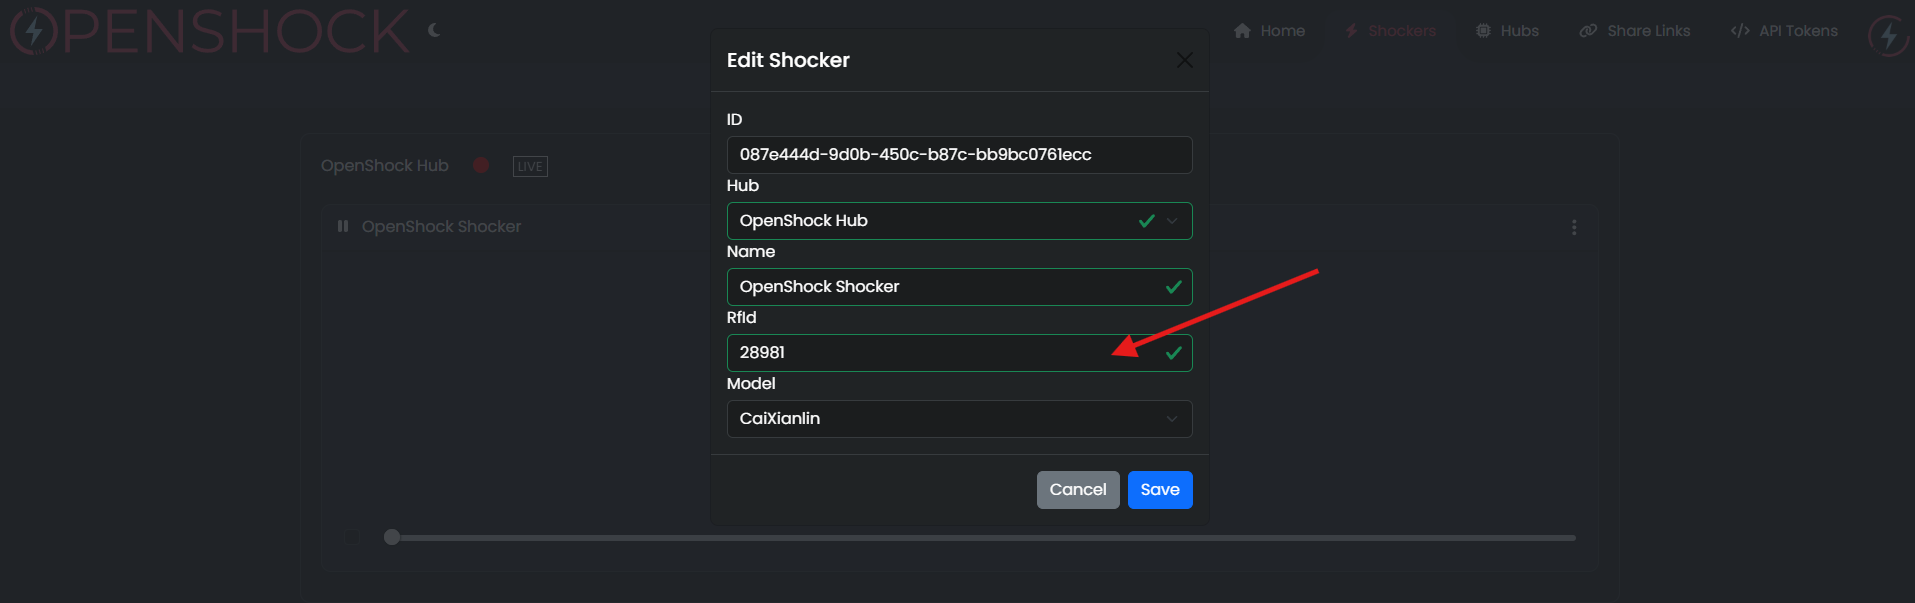 OPENSHOCK
Home
Shockers
Hubs
Share Links
API Tokens
OpenShock Hub
LIVE
OpenShock Shocker
Edit Shocker
ID
087e444d-9d0b-450c-b87c-bb9bc0761ecc
Hub
OpenShock Hub
Name
OpenShock Shocker
RfId
28981
Model
CaiXianlin
Cancel
Save